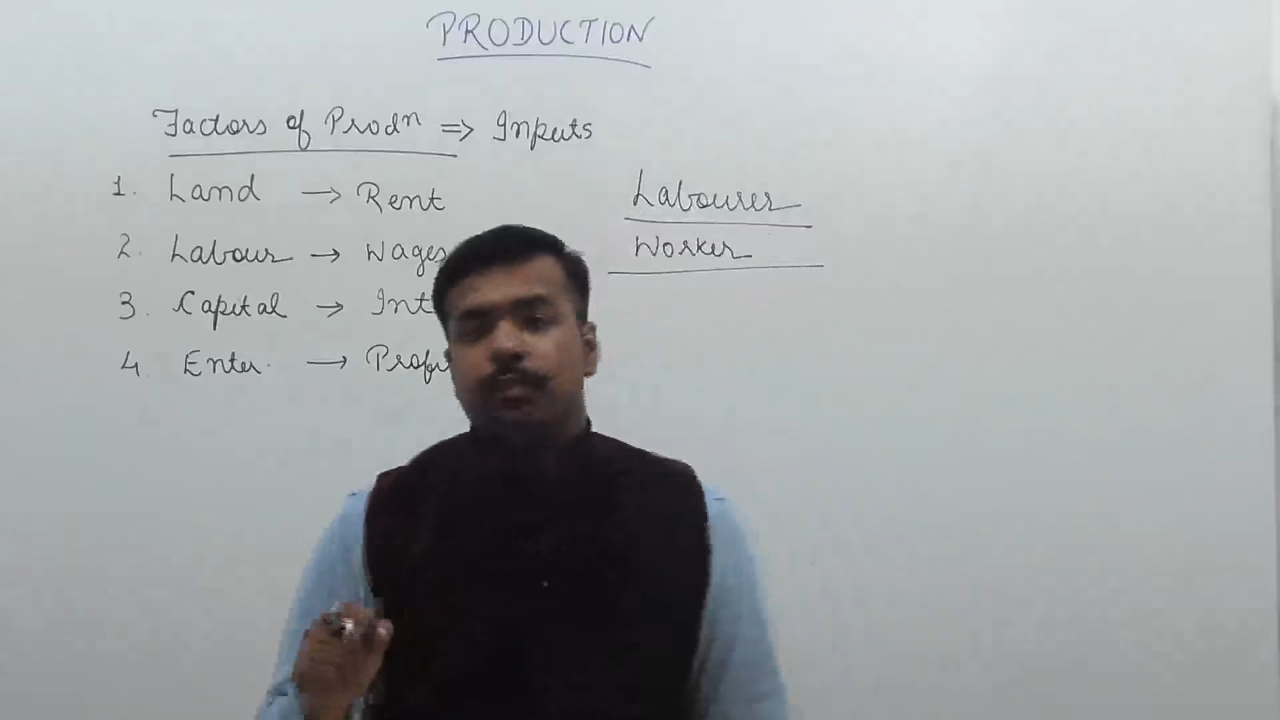 PRODUCTION
Factors of Prodn => Inputs
1. Land → Rent
2. Labour → Wages
3. Capital → Int
4 Enter. → Profi
Labourer
Worker